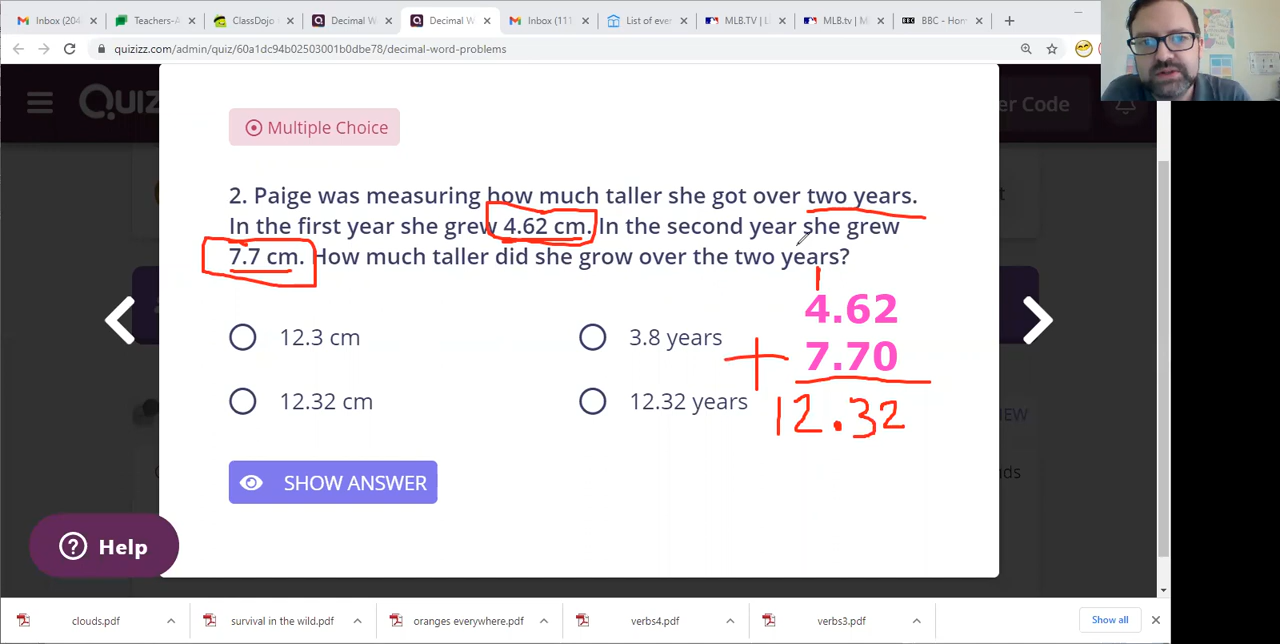 Inbox (204
Teachers-A
ClassDojo
Decimal W
Decimal W
Inbox (111
List of ever
MLB.TV | L
MLB.tv | M
BBC - Hom
quizizz.com/admin/quiz/60a1dc94b02503001b0dbe78/decimal-word-problems
Quiz
er Code
Multiple Choice
2. Paige was measuring how much taller she got over two years.
In the first year she grew 4.62 cm. In the second year she grew
7.7 cm. How much taller did she grow over the two years?
1
4.62
+ 7.70
12.32
12.3 cm
3.8 years
12.32 cm
12.32 years
SHOW ANSWER
Help
clouds.pdf
survival in the wild.pdf
oranges everywhere.pdf
verbs4.pdf
verbs3.pdf
Show all